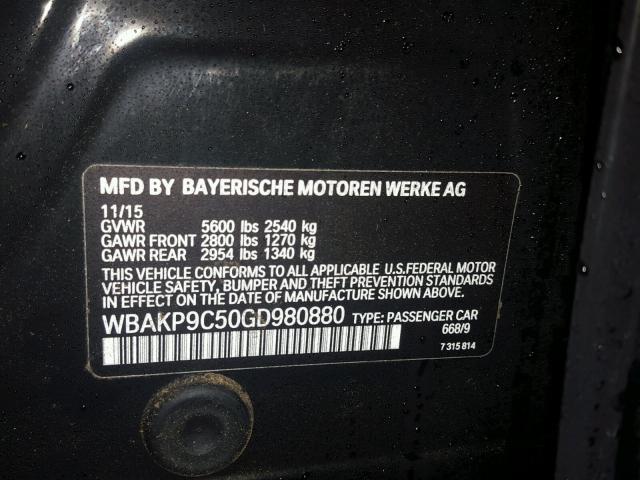 MFD BY BAYERISCHE MOTOREN WERKE AG
11/15
GVWR 5600 lbs 2540 kg
GAWR FRONT 2800 lbs 1270 kg
GAWR REAR 2954 lbs 1340 kg
THIS VEHICLE CONFORMS TO ALL APPLICABLE U.S.FEDERAL MOTOR
VEHICLE SAFETY, BUMPER AND THEFT PREVENTION STANDARDS
IN EFFECT ON THE DATE OF MANUFACTURE SHOWN ABOVE.
WBAKP9C50GD980880 TYPE: PASSENGER CAR
668/9
7 315 814